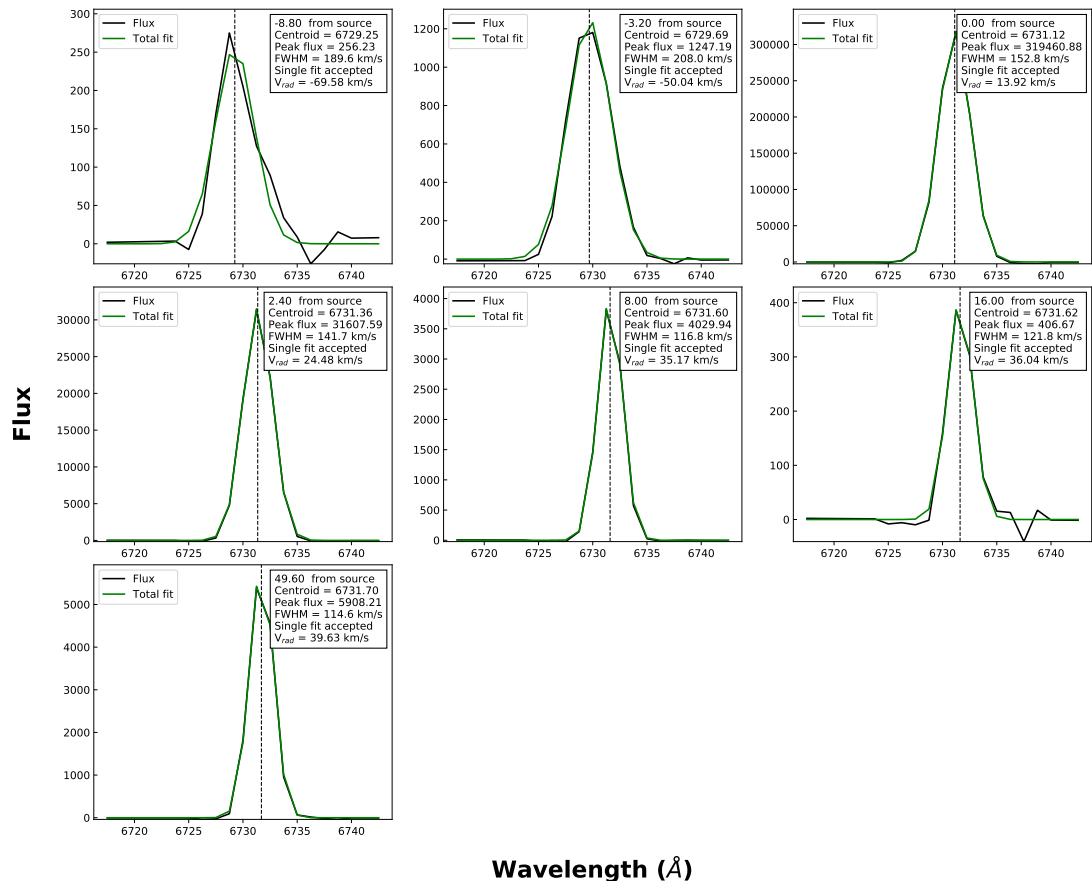 Flux
Total fit
-8.80 from source
Centroid = 6729.25
Peak flux = 256.23
FWHM = 189.6 km/s
Single fit accepted
V_rad = -69.58 km/s
300
250
200
150
100
50
0
6720 6725 6730 6735 6740
Flux
Total fit
-3.20 from source
Centroid = 6729.69
Peak flux = 1247.19
FWHM = 208.0 km/s
Single fit accepted
V_rad = -50.04 km/s
1200
1000
800
600
400
200
0
6720 6725 6730 6735 6740
Flux
Total fit
0.00 from source
Centroid = 6731.12
Peak flux = 319460.88
FWHM = 152.8 km/s
Single fit accepted
V_rad = 13.92 km/s
300000
250000
200000
150000
100000
50000
0
6720 6725 6730 6735 6740
Flux
Total fit
2.40 from source
Centroid = 6731.36
Peak flux = 31607.59
FWHM = 141.7 km/s
Single fit accepted
V_rad = 24.48 km/s
30000
25000
20000
15000
10000
5000
0
6720 6725 6730 6735 6740
Flux
Total fit
8.00 from source
Centroid = 6731.60
Peak flux = 4029.94
FWHM = 116.8 km/s
Single fit accepted
V_rad = 35.17 km/s
4000
3500
3000
2500
2000
1500
1000
500
0
6720 6725 6730 6735 6740
Flux
Total fit
16.00 from source
Centroid = 6731.62
Peak flux = 406.67
FWHM = 121.8 km/s
Single fit accepted
V_rad = 36.04 km/s
400
300
200
100
0
6720 6725 6730 6735 6740
Flux
Total fit
49.60 from source
Centroid = 6731.70
Peak flux = 5908.21
FWHM = 114.6 km/s
Single fit accepted
V_rad = 39.63 km/s
5000
4000
3000
2000
1000
0
6720 6725 6730 6735 6740
Flux
Wavelength (Å)